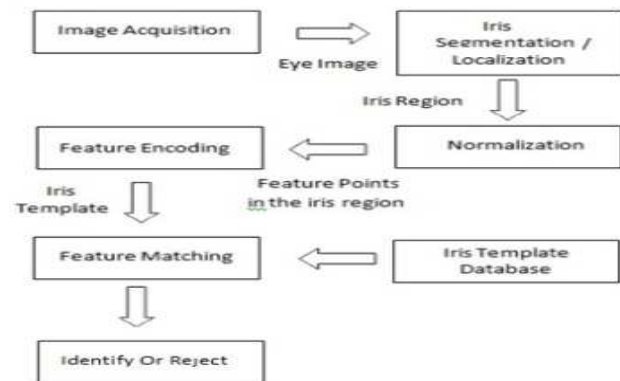 Image Acquisition
Eye Image
Iris
Segmentation /
Localization
Iris Region
Normalization
Feature Points
in the iris region
Feature Encoding
Iris
Template
Feature Matching
Iris Template
Database
Identify Or Reject